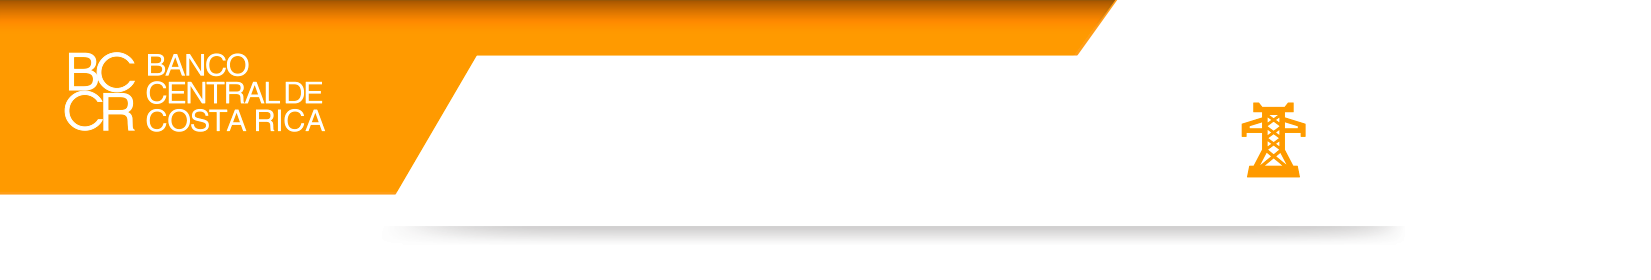 BC BANCO
CENTRAL DE
CR COSTA RICA